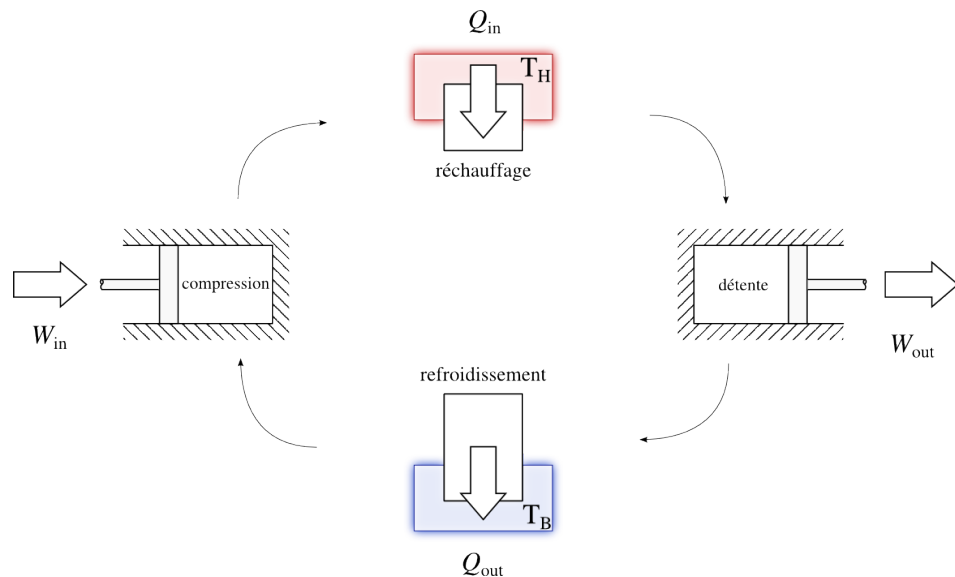 Q_in
T_H
réchauffage
compression
détente
W_in
W_out
refroidissement
T_B
Q_out